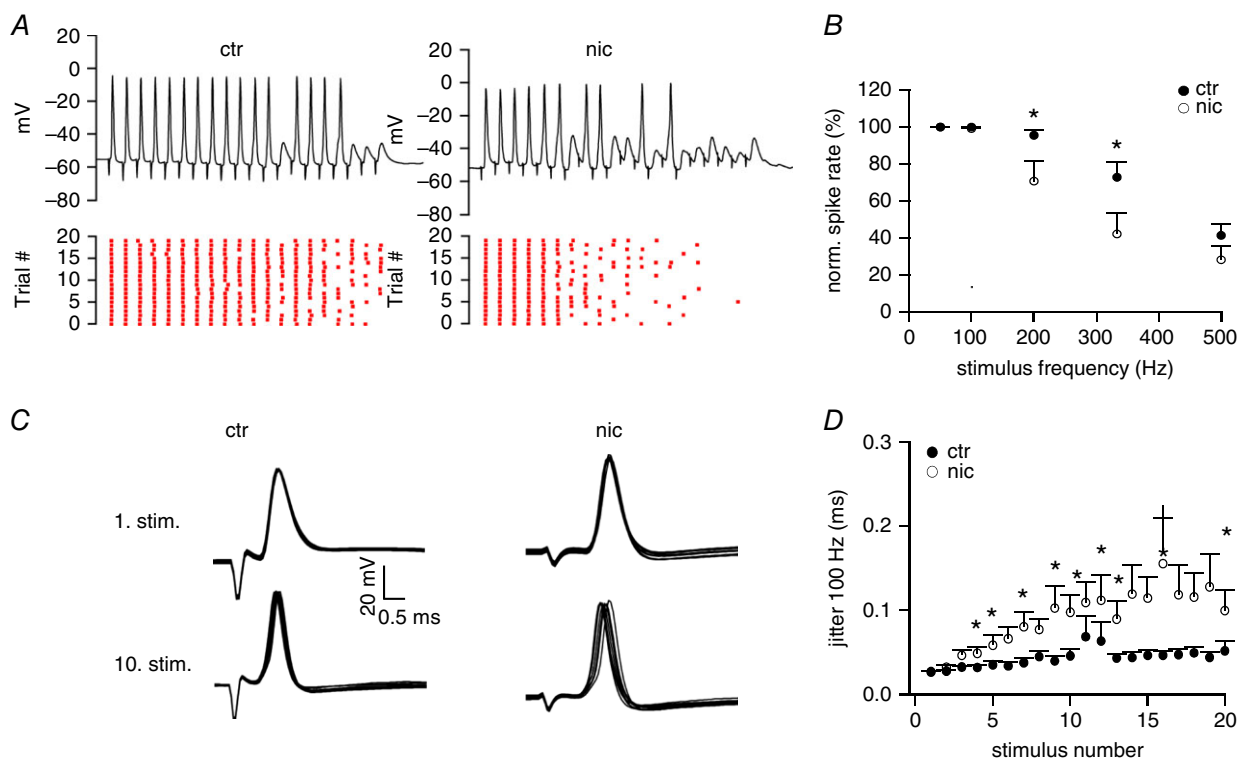 A
ctr
nic
20
0
−20
−40
−60
−80
mV
20
0
−20
−40
−60
−80
mV
20
15
10
5
0
Trial #
20
15
10
5
0
Trial #
B
ctr
nic
120
100
80
60
40
20
0
norm. spike rate (%)
* *
0 100 200 300 400 500
stimulus frequency (Hz)
C
ctr
nic
1. stim.
20 mV
0.5 ms
10. stim.
D
ctr
nic
0.3
0.2
0.1
0.0
jitter 100 Hz (ms)
* * * * * * * * *
0 5 10 15 20
stimulus number